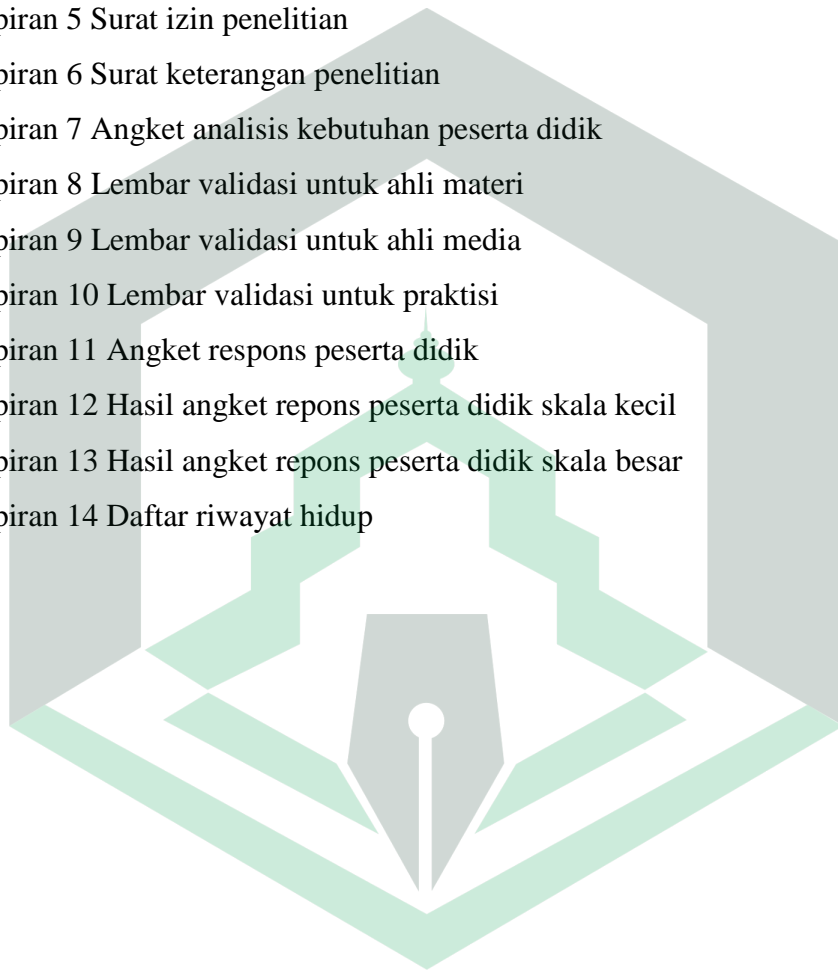 piran 5 Surat izin penelitian
piran 6 Surat keterangan penelitian
piran 7 Angket analisis kebutuhan peserta didik
piran 8 Lembar validasi untuk ahli materi
piran 9 Lembar validasi untuk ahli media
piran 10 Lembar validasi untuk praktisi
piran 11 Angket respons peserta didik
piran 12 Hasil angket repons peserta didik skala kecil
piran 13 Hasil angket repons peserta didik skala besar
piran 14 Daftar riwayat hidup